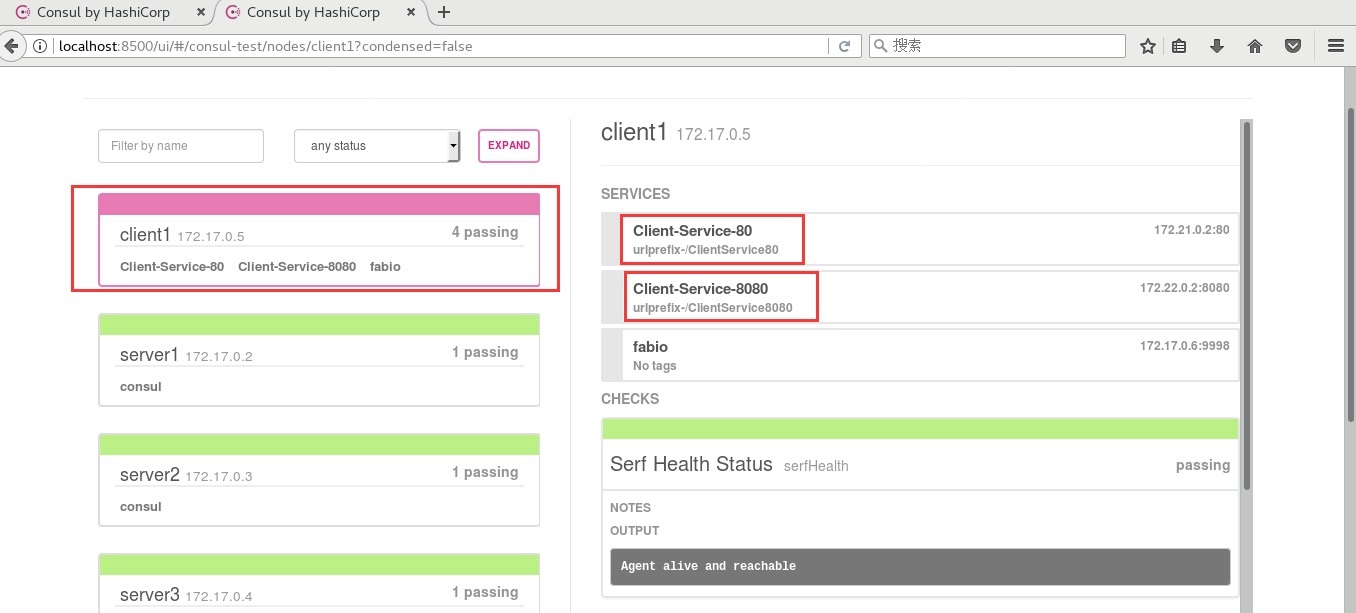 Consul by HashiCorp
Consul by HashiCorp
localhost:8500/ui/#/consul-test/nodes/client1?condensed=false
搜索
Filter by name
any status
EXPAND
client1 172.17.0.5
4 passing
Client-Service-80 Client-Service-8080 fabio
server1 172.17.0.2
1 passing
consul
server2 172.17.0.3
1 passing
consul
server3 172.17.0.4
1 passing
client1 172.17.0.5
SERVICES
Client-Service-80
172.21.0.2:80
urlprefix-/ClientService80
Client-Service-8080
172.22.0.2:8080
urlprefix-/ClientService8080
fabio
172.17.0.6:9998
No tags
CHECKS
Serf Health Status serfHealth
passing
NOTES
OUTPUT
Agent alive and reachable